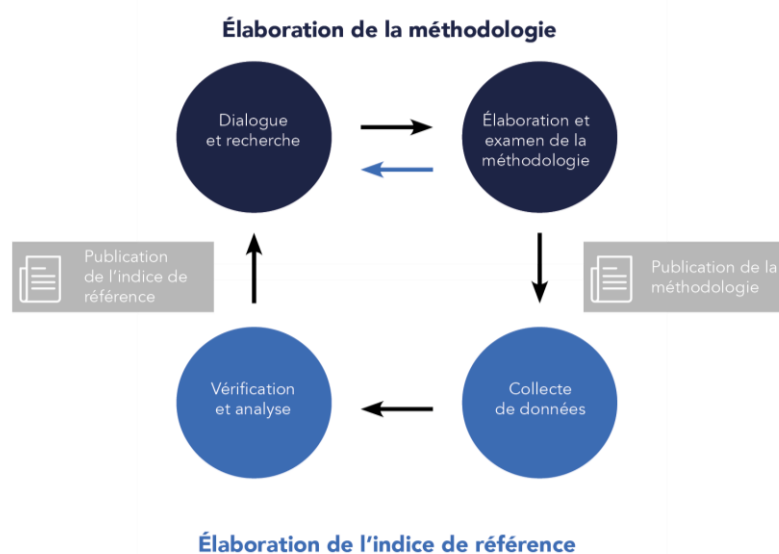 Élaboration de la méthodologie
Dialogue
et recherche
Élaboration et
examen de la
méthodologie
Publication
de l'indice de
référence
Publication de la
méthodologie
Vérification
et analyse
Collecte
de données
Élaboration de l'indice de référence